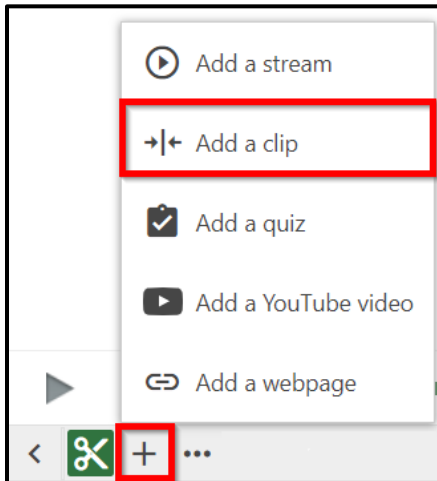 Add a stream
Add a clip
Add a quiz
Add a YouTube video
Add a webpage